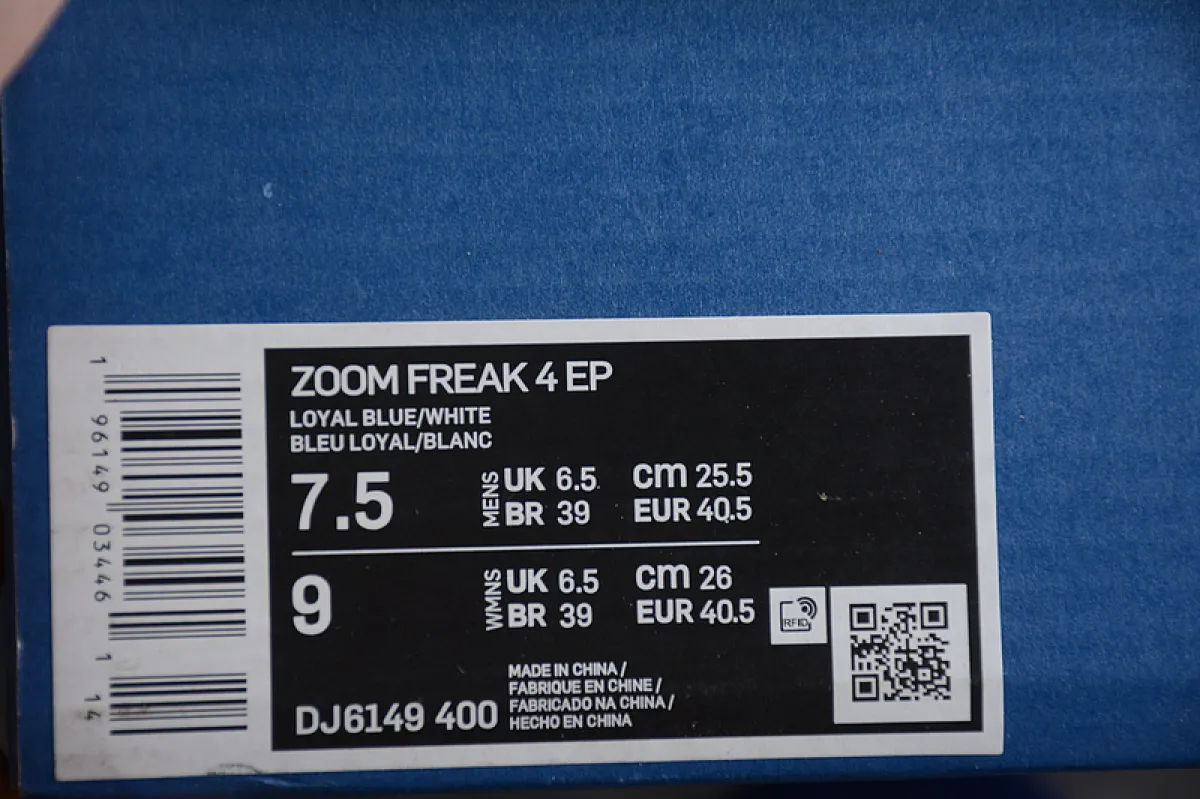 1 96149 03446 1 14
ZOOM FREAK 4 EP
LOYAL BLUE/WHITE
BLEU LOYAL/BLANC
7.5 MENS UK 6.5 cm 25.5
BR 39 EUR 40.5
9 WMNS UK 6.5 cm 26
BR 39 EUR 40.5
RFID
MADE IN CHINA /
FABRIQUE EN CHINE /
FABRICADO NA CHINA /
HECHO EN CHINA
DJ6149 400